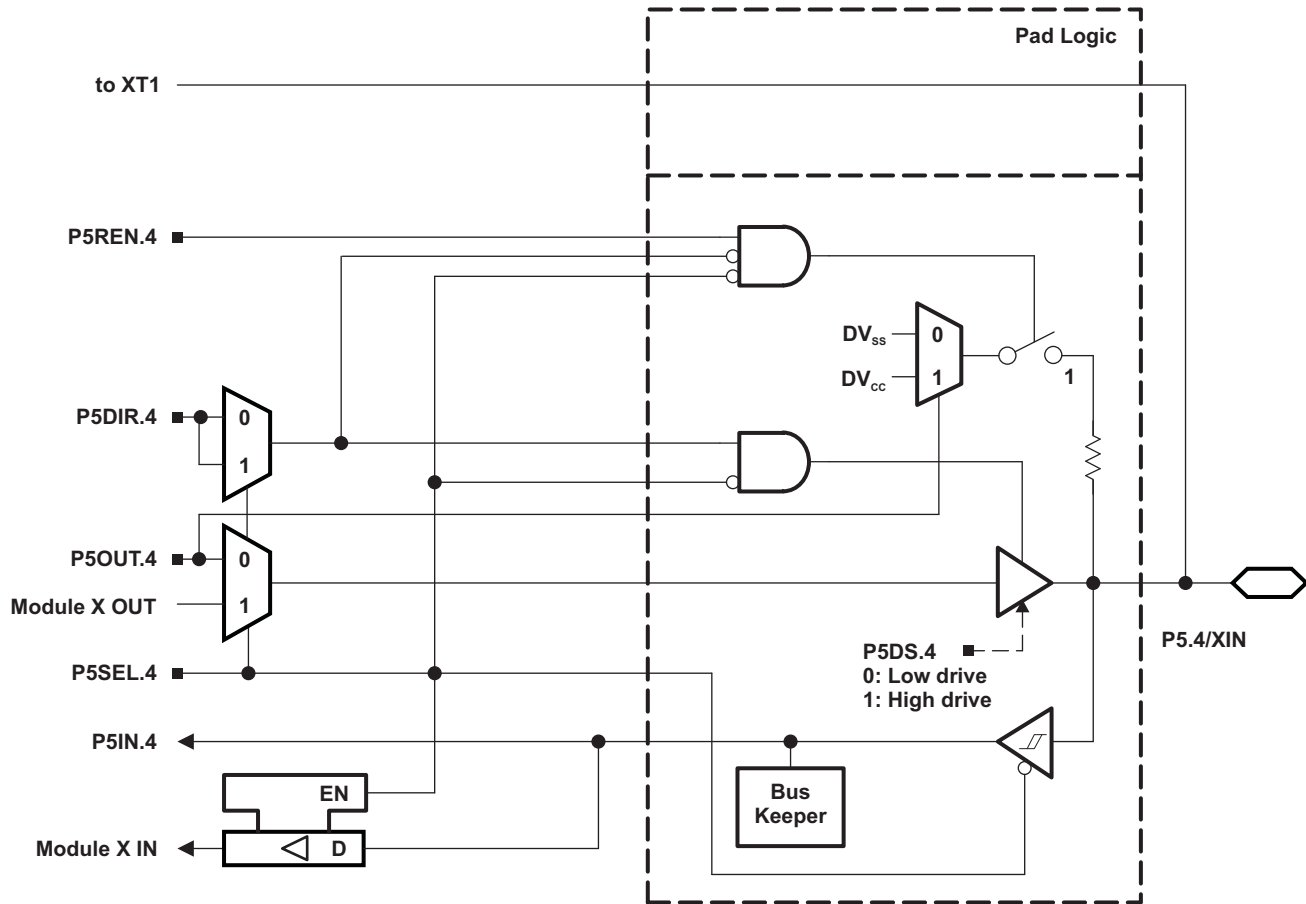 Pad Logic
to XT1
P5REN.4
DVSS
0
DVCC
1
1
P5DIR.4
0
1
P5OUT.4
0
Module X OUT
1
P5.4/XIN
P5SEL.4
P5DS.4
0: Low drive
1: High drive
P5IN.4
EN
Bus
Keeper
Module X IN
D